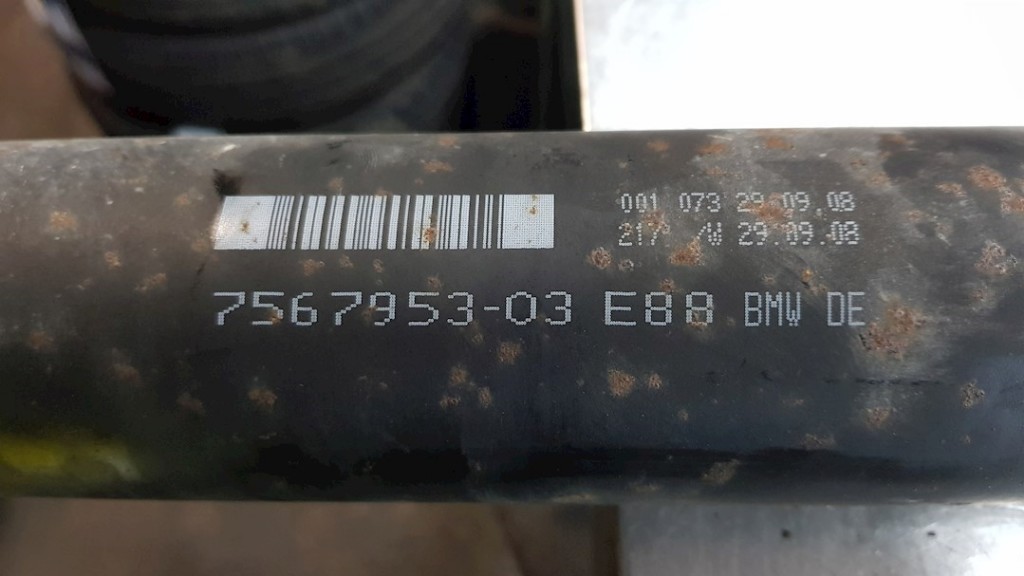 001 073 29.09.08
217 /W 29.09.08
7567953-03 E88 BMW DE